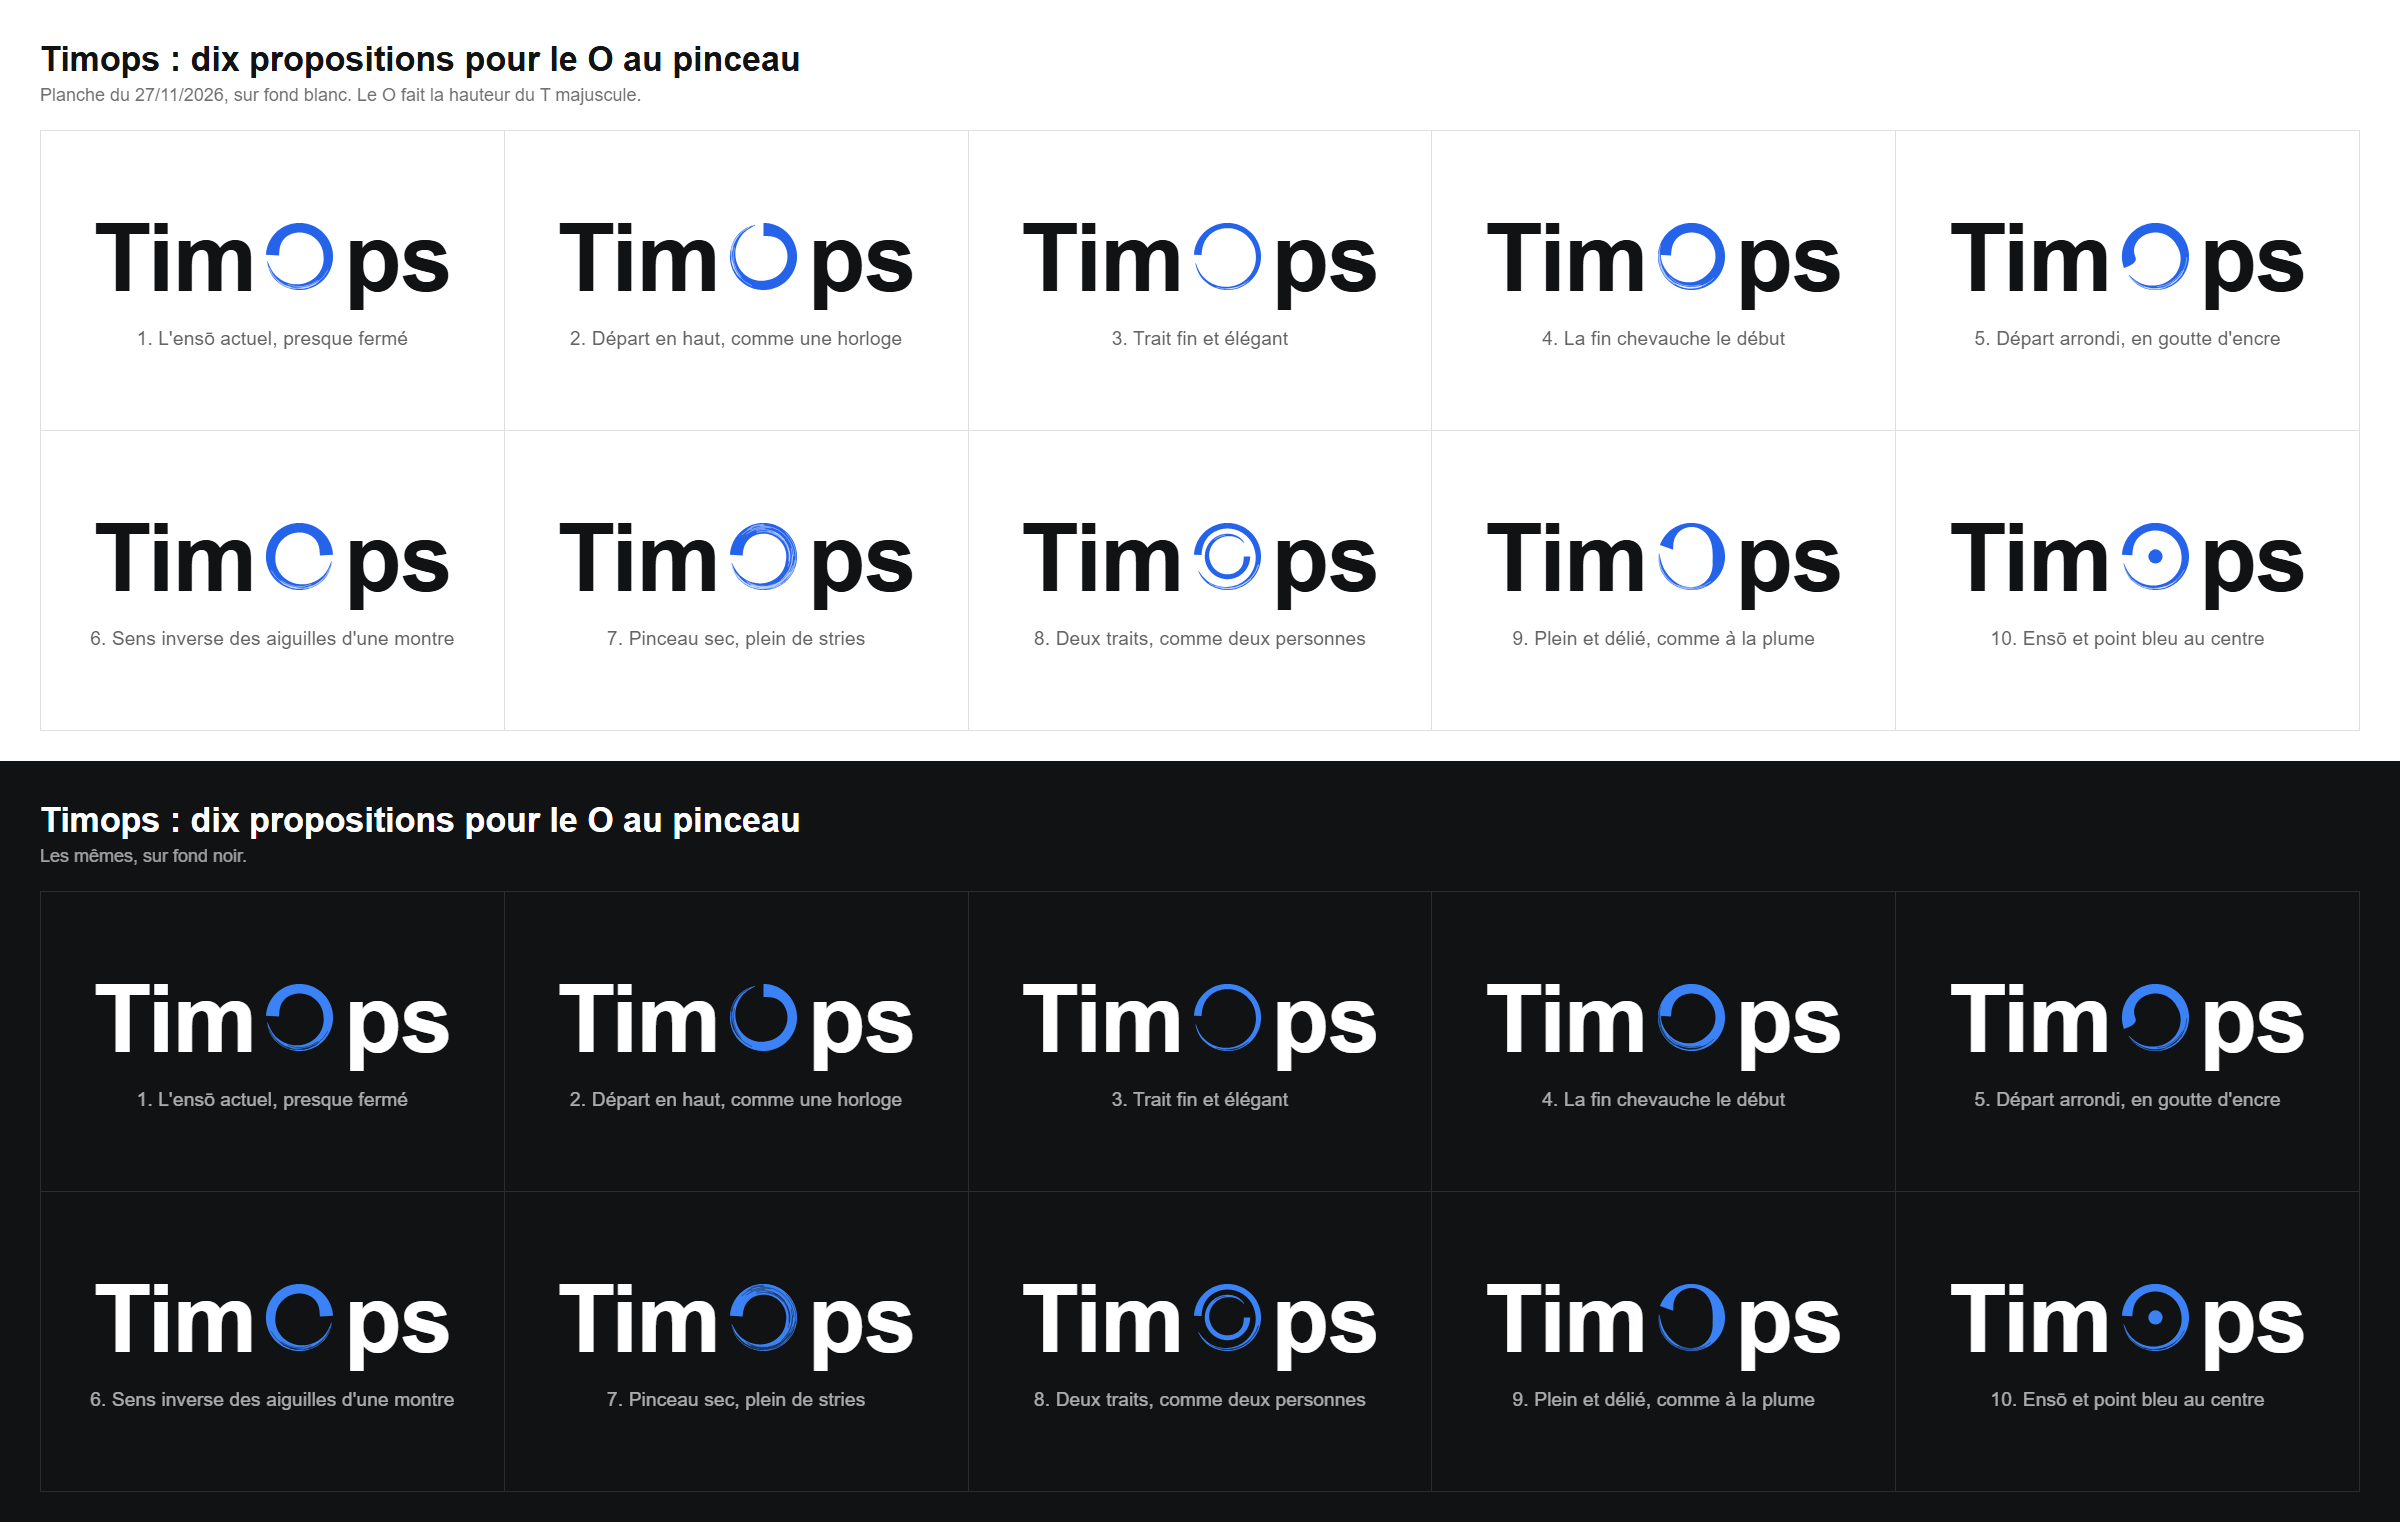 Timops : dix propositions pour le O au pinceau
Planche du 27/11/2026, sur fond blanc. Le O fait la hauteur du T majuscule.
TimOps
TimOps
TimOps
TimOps
TimOps
1. L'ensō actuel, presque fermé
2. Départ en haut, comme une horloge
3. Trait fin et élégant
4. La fin chevauche le début
5. Départ arrondi, en goutte d'encre
TimOps
TimOps
TimOps
TimOps
TimOps
6. Sens inverse des aiguilles d'une montre
7. Pinceau sec, plein de stries
8. Deux traits, comme deux personnes
9. Plein et délié, comme à la plume
10. Ensō et point bleu au centre
Timops : dix propositions pour le O au pinceau
Les mêmes, sur fond noir.
TimOps
TimOps
TimOps
TimOps
TimOps
1. L'ensō actuel, presque fermé
2. Départ en haut, comme une horloge
3. Trait fin et élégant
4. La fin chevauche le début
5. Départ arrondi, en goutte d'encre
TimOps
TimOps
TimOps
TimOps
TimOps
6. Sens inverse des aiguilles d'une montre
7. Pinceau sec, plein de stries
8. Deux traits, comme deux personnes
9. Plein et délié, comme à la plume
10. Ensō et point bleu au centre